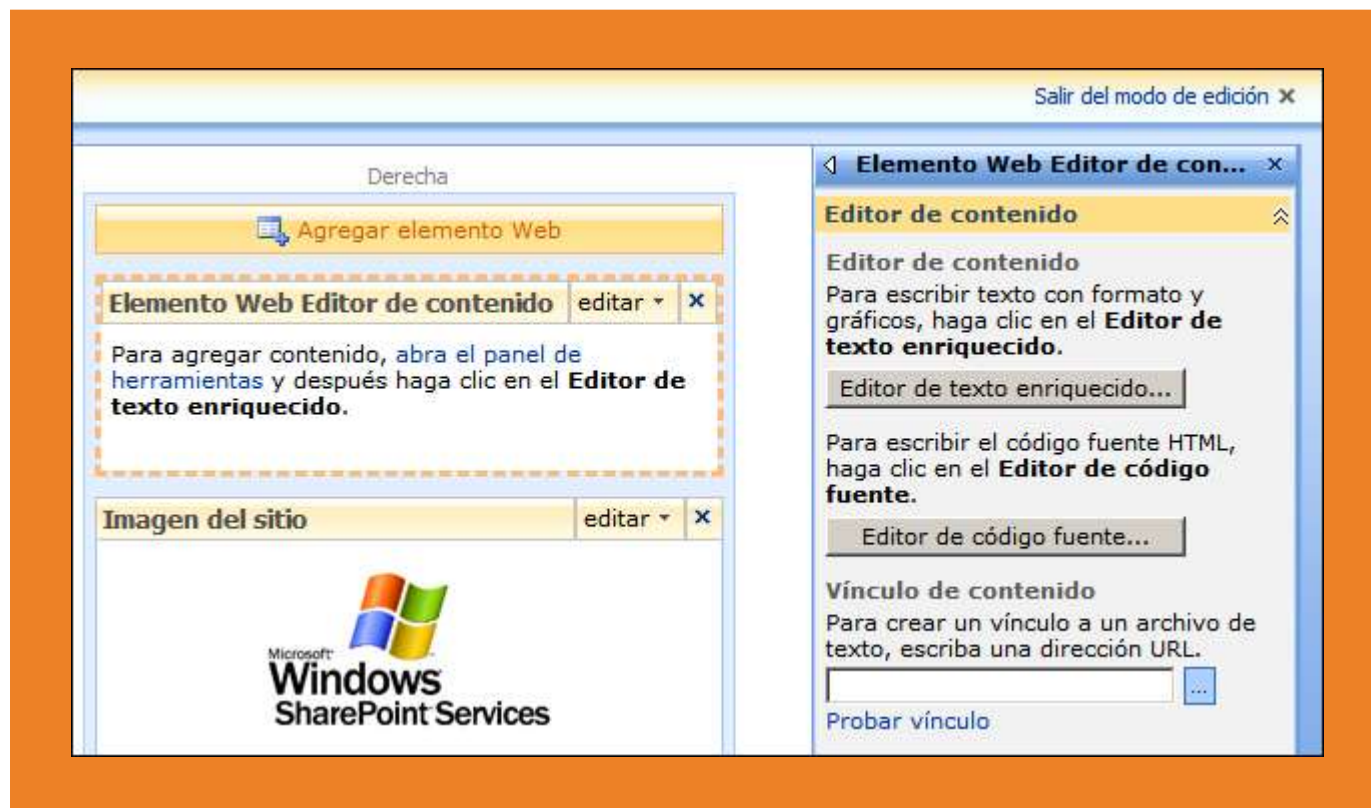 Salir del modo de edición ×
Derecha
Agregar elemento Web
Elemento Web Editor de contenido editar ×
Para agregar contenido, abra el panel de
herramientas y después haga clic en el Editor de
texto enriquecido.
Imagen del sitio editar ×
Microsoft
Windows
SharePoint Services
Elemento Web Editor de con... ×
Editor de contenido
Editor de contenido
Para escribir texto con formato y
gráficos, haga clic en el Editor de
texto enriquecido.
Editor de texto enriquecido...
Para escribir el código fuente HTML,
haga clic en el Editor de código
fuente.
Editor de código fuente...
Vínculo de contenido
Para crear un vínculo a un archivo de
texto, escriba una dirección URL.
...
Probar vínculo